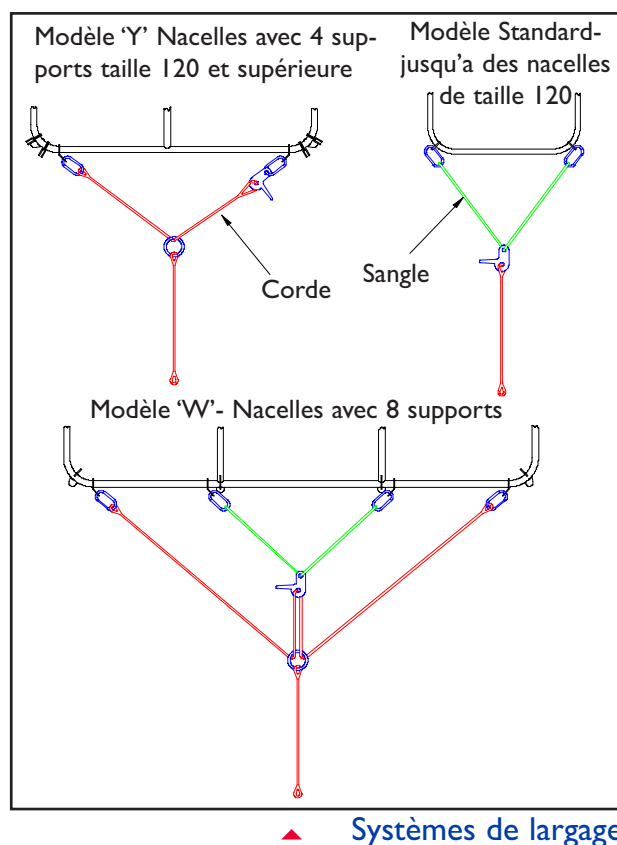 Modèle ‘Y’ Nacelles avec 4 sup-
ports taille 120 et supérieure
Modèle Standard-
jusqu’a des nacelles
de taille 120
Corde
Sangle
Modèle ‘W’- Nacelles avec 8 supports
Systèmes de largage